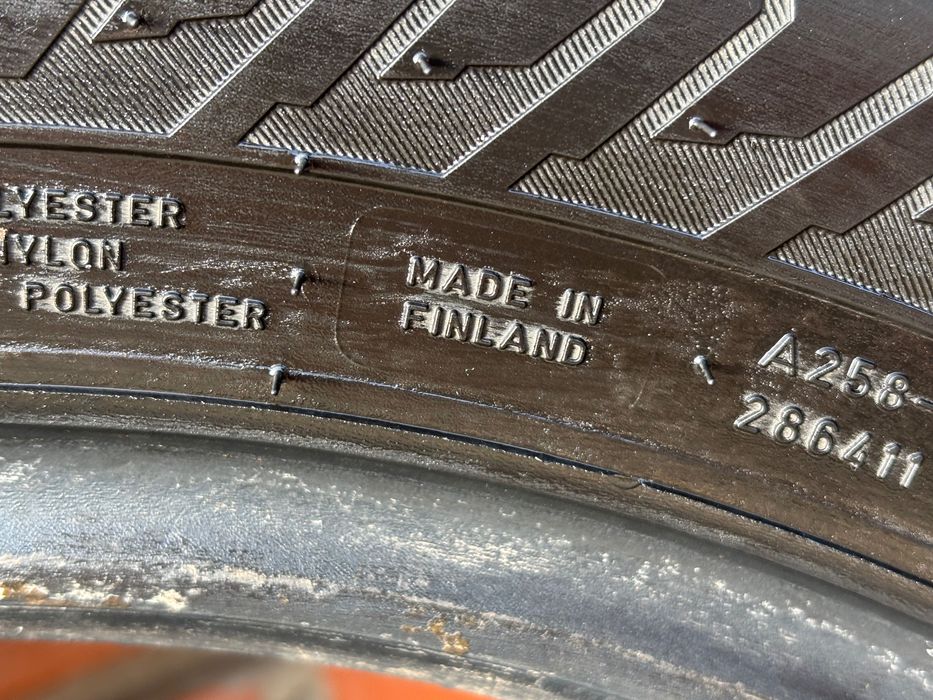 LYESTER
NYLON
POLYESTER
MADE IN
FINLAND
A258-
286411